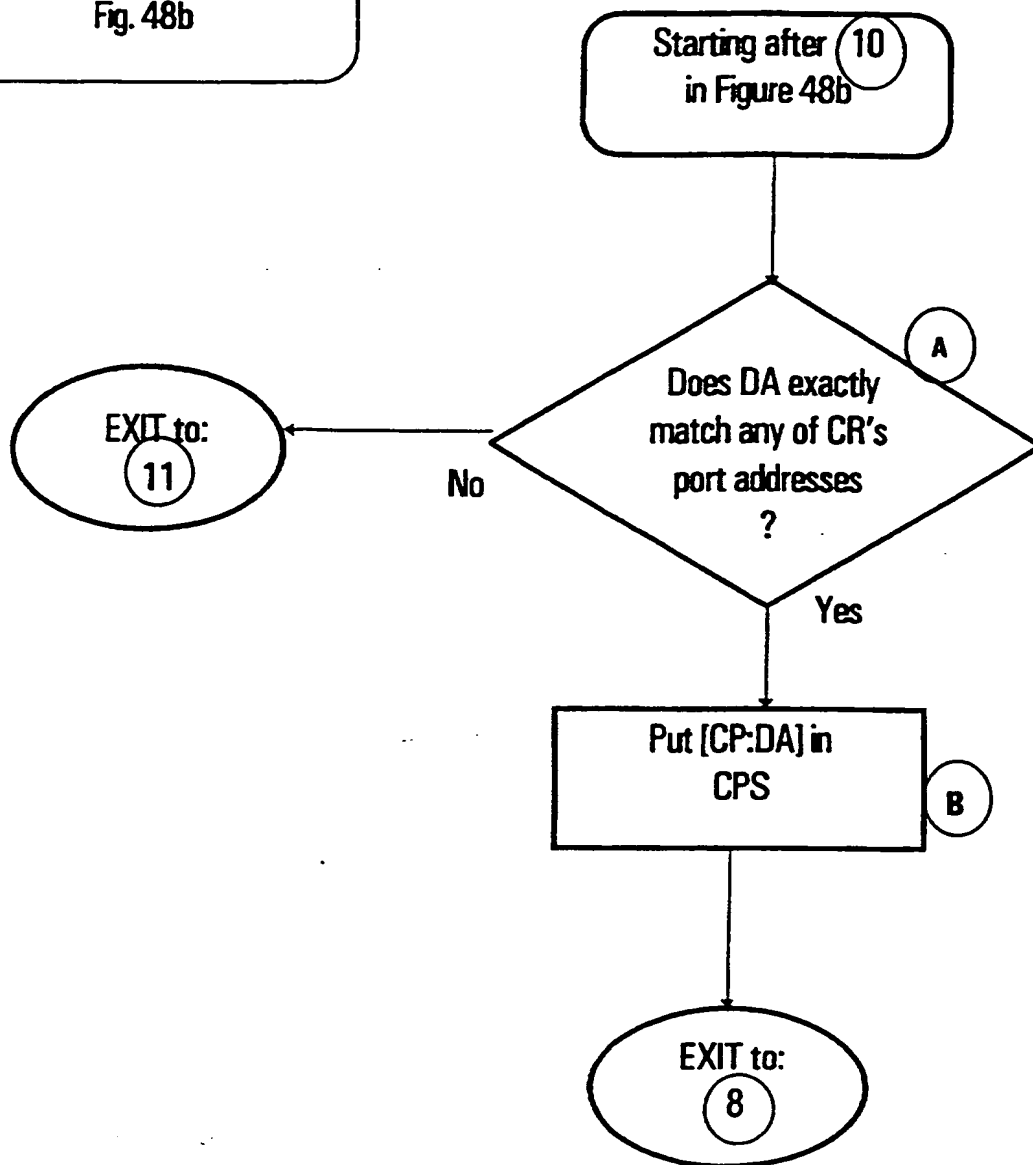 Fig. 48b
Starting after 10
in Figure 48b
A
Does DA exactly
match any of CR's
port addresses
?
EXIT to:
11
No
Yes
Put [CP:DA] in
CPS
B
EXIT to:
8